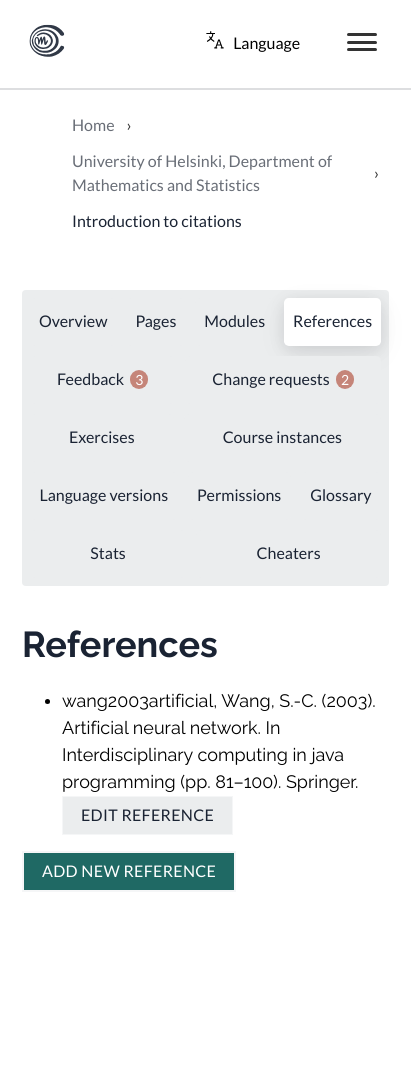 Language
Home ›
University of Helsinki, Department of
Mathematics and Statistics ›
Introduction to citations
Overview Pages Modules References
Feedback 3 Change requests 2
Exercises Course instances
Language versions Permissions Glossary
Stats Cheaters
References
• wang2003artificial, Wang, S.-C. (2003).
Artificial neural network. In
Interdisciplinary computing in java
programming (pp. 81–100). Springer.
EDIT REFERENCE
ADD NEW REFERENCE